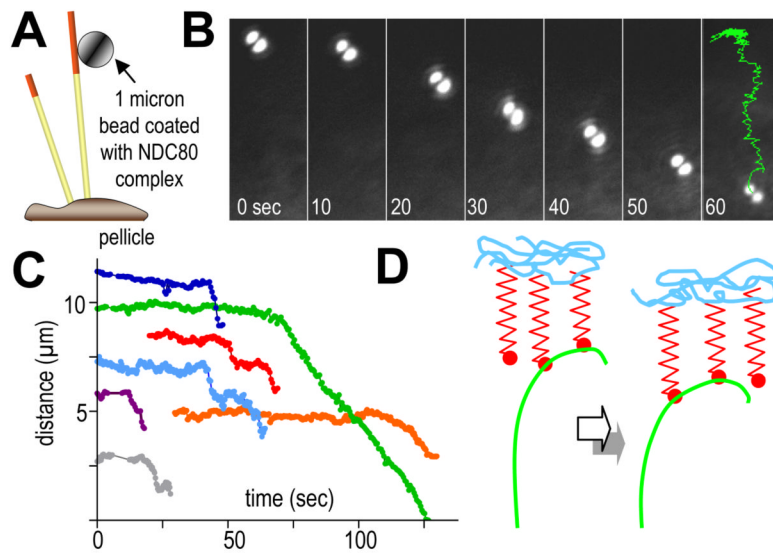 A
1 micron
bead coated
with NDC80
complex
pellicle
B
0 sec
10
20
30
40
50
60
C
distance (μm)
10
5
0
50
100
time (sec)
D